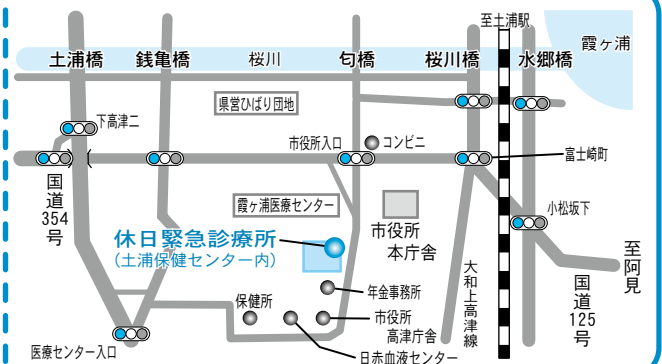 至土浦駅
霞ヶ浦
土浦橋
銭亀橋
桜川
匂橋
桜川橋
水郷橋
県営ひばり団地
下高津二
市役所入口
コンビニ
富士崎町
国道354号
霞ヶ浦医療センター
市役所
本庁舎
小松坂下
休日緊急診療所
(土浦保健センター内)
至阿見
大和上高津線
国道125号
年金事務所
保健所
市役所
高津庁舎
医療センター入口
日赤血液センター